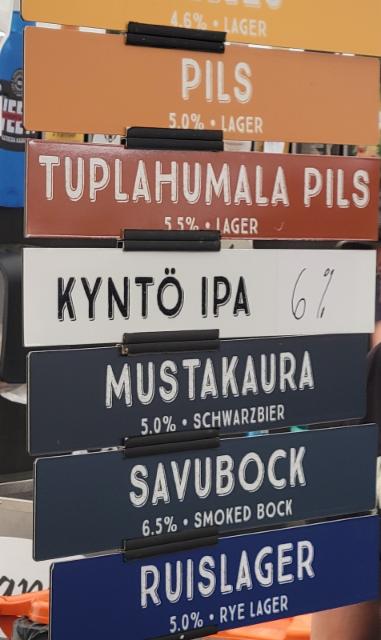 4.6% • LAGER
PILS
5.0% • LAGER
TUPLAHUMALA PILS
5.5% • LAGER
KYNTÖ IPA 6%
MUSTAKAURA
5.0% • SCHWARZBIER
SAVUBOCK
6.5% • SMOKED BOCK
RUISLAGER
5.0% • RYE LAGER